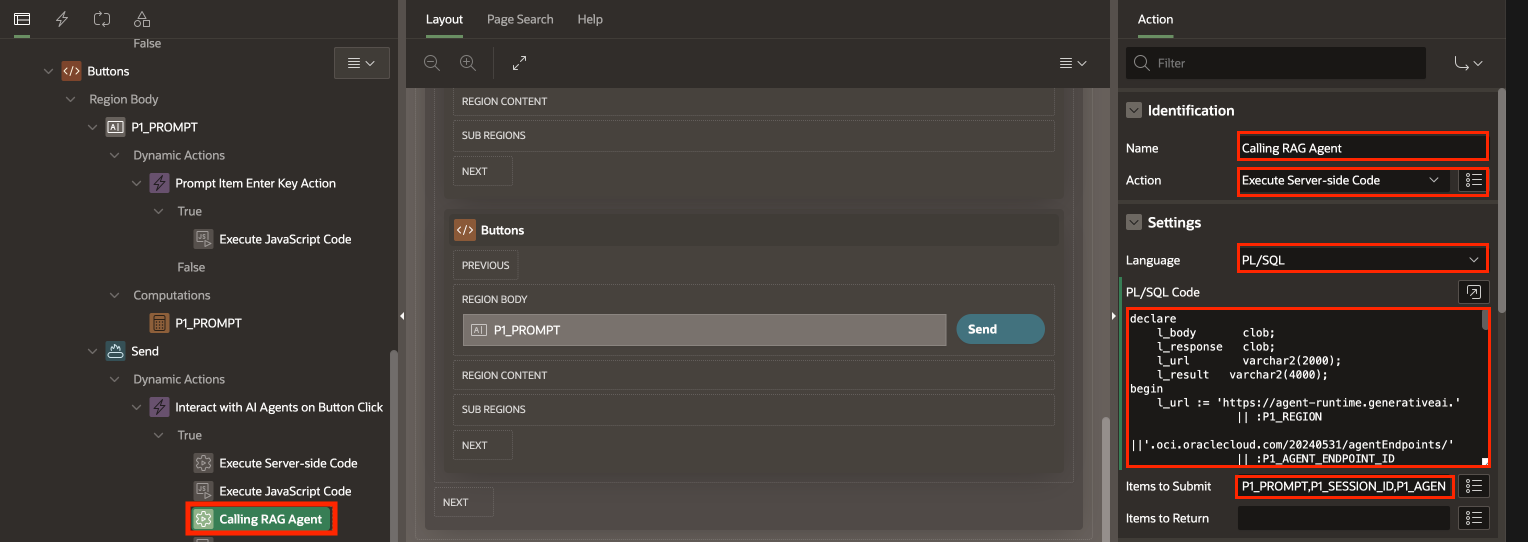 Layout
Page Search
Help
Action
False
Buttons
Region Body
P1_PROMPT
Dynamic Actions
Prompt Item Enter Key Action
True
Execute JavaScript Code
False
Computations
P1_PROMPT
Send
Dynamic Actions
Interact with AI Agents on Button Click
True
Execute Server-side Code
Execute JavaScript Code
Calling RAG Agent
REGION CONTENT
SUB REGIONS
NEXT
Buttons
PREVIOUS
REGION BODY
P1_PROMPT
Send
REGION CONTENT
SUB REGIONS
NEXT
NEXT
Filter
Identification
Name
Calling RAG Agent
Action
Execute Server-side Code
Settings
Language
PL/SQL
PL/SQL Code
declare
l_body clob;
l_response clob;
l_url varchar2(2000);
l_result varchar2(4000);
begin
l_url := 'https://agent-runtime.generativeai.'
|| :P1_REGION
||'.oci.oraclecloud.com/20240531/agentEndpoints/'
|| :P1_AGENT_ENDPOINT_ID
Items to Submit
P1_PROMPT,P1_SESSION_ID,P1_AGEN
Items to Return